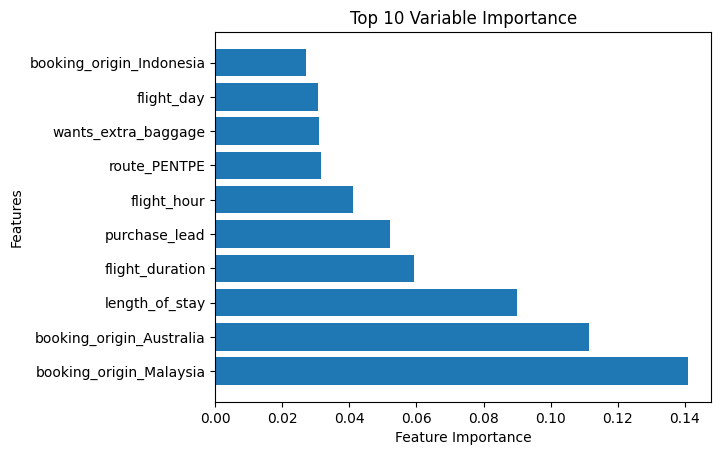 Top 10 Variable Importance
booking_origin_Indonesia
flight_day
wants_extra_baggage
route_PENTPE
flight_hour
purchase_lead
flight_duration
length_of_stay
booking_origin_Australia
booking_origin_Malaysia
Features
0.00 0.02 0.04 0.06 0.08 0.10 0.12 0.14
Feature Importance